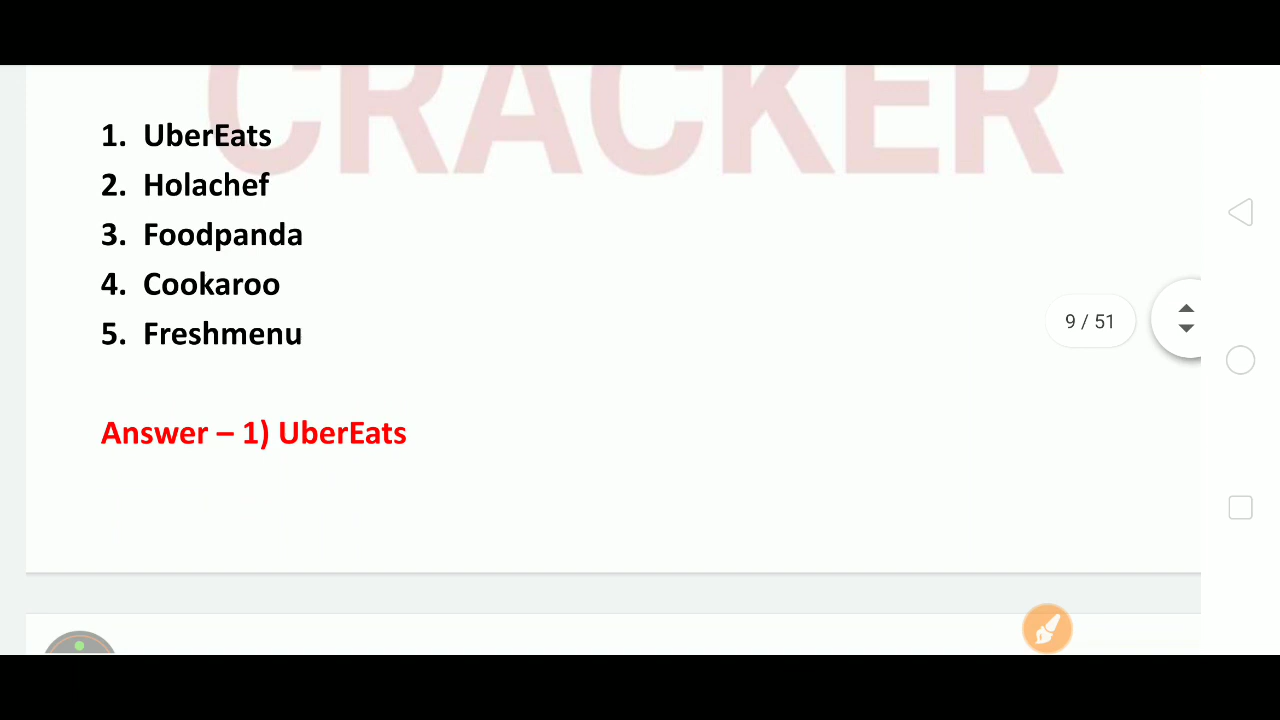 CRACKER
1. UberEats
2. Holachef
3. Foodpanda
4. Cookaroo
5. Freshmenu
9 / 51
Answer – 1) UberEats